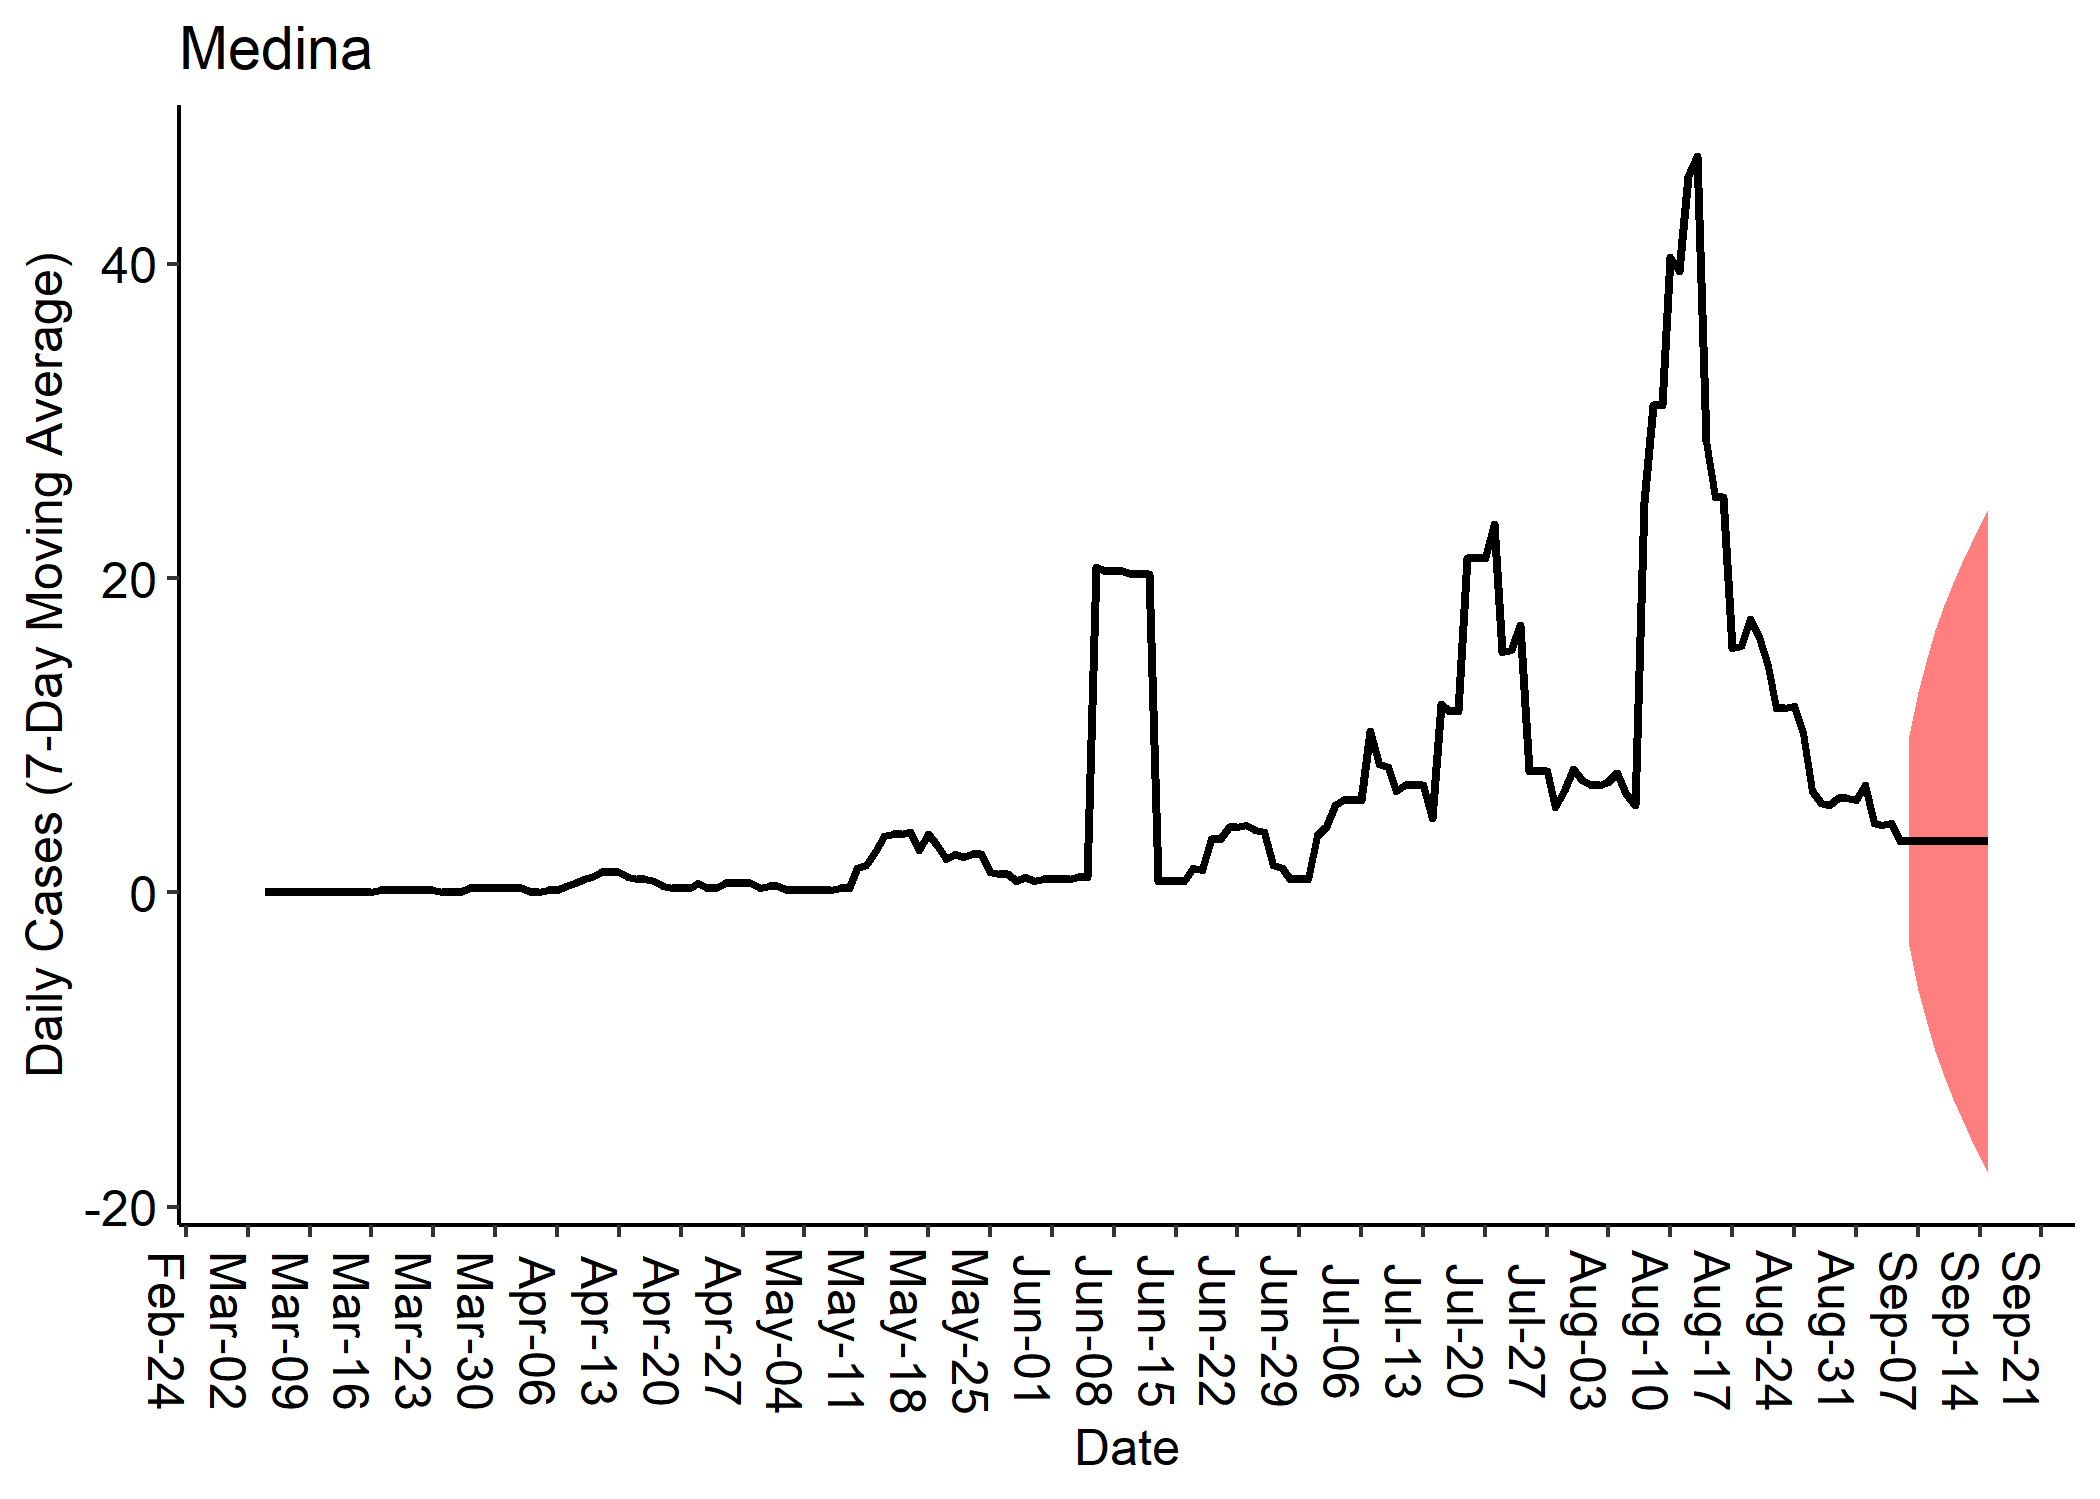 Medina
Daily Cases (7-Day Moving Average)
40
20
0
-20
Feb-24
Mar-02
Mar-09
Mar-16
Mar-23
Mar-30
Apr-06
Apr-13
Apr-20
Apr-27
May-04
May-11
May-18
May-25
Jun-01
Jun-08
Jun-15
Jun-22
Jun-29
Jul-06
Jul-13
Jul-20
Jul-27
Aug-03
Aug-10
Aug-17
Aug-24
Aug-31
Sep-07
Sep-14
Sep-21
Date